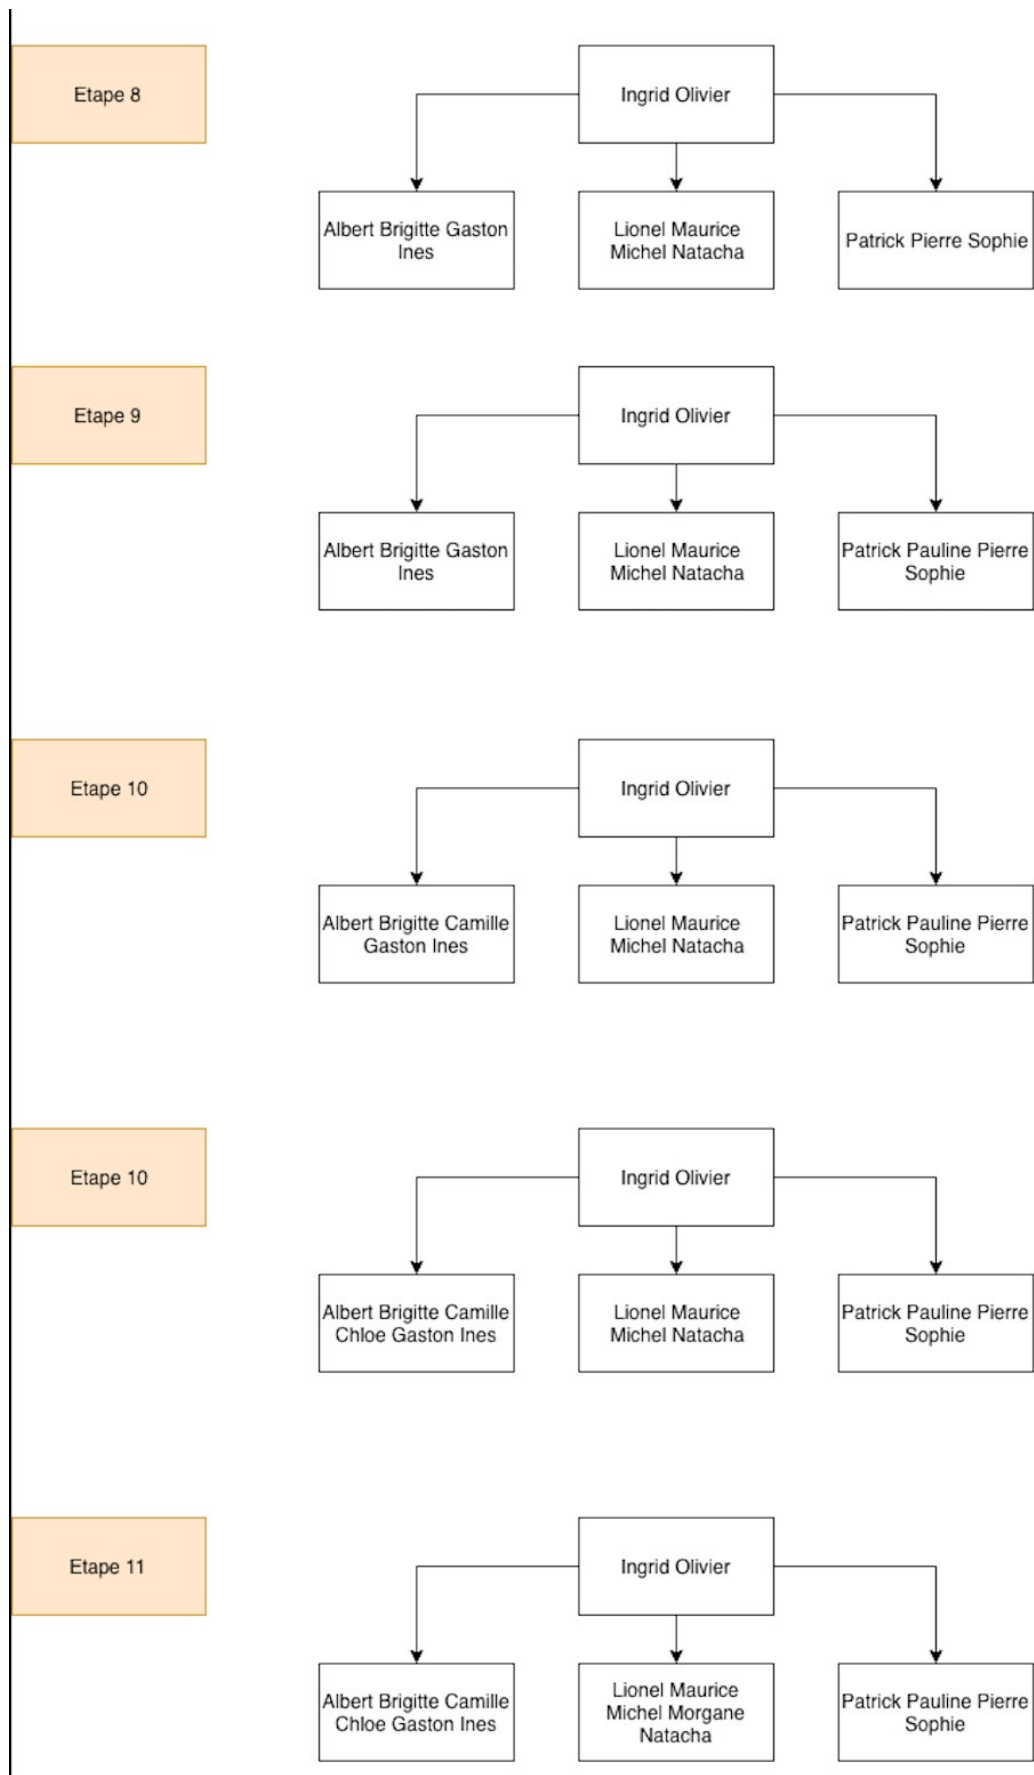 Etape 8
Ingrid Olivier
Albert Brigitte Gaston
Ines
Lionel Maurice
Michel Natacha
Patrick Pierre Sophie
Etape 9
Ingrid Olivier
Albert Brigitte Gaston
Ines
Lionel Maurice
Michel Natacha
Patrick Pauline Pierre
Sophie
Etape 10
Ingrid Olivier
Albert Brigitte Camille
Gaston Ines
Lionel Maurice
Michel Natacha
Patrick Pauline Pierre
Sophie
Etape 10
Ingrid Olivier
Albert Brigitte Camille
Chloe Gaston Ines
Lionel Maurice
Michel Natacha
Patrick Pauline Pierre
Sophie
Etape 11
Ingrid Olivier
Albert Brigitte Camille
Chloe Gaston Ines
Lionel Maurice
Michel Morgane
Natacha
Patrick Pauline Pierre
Sophie